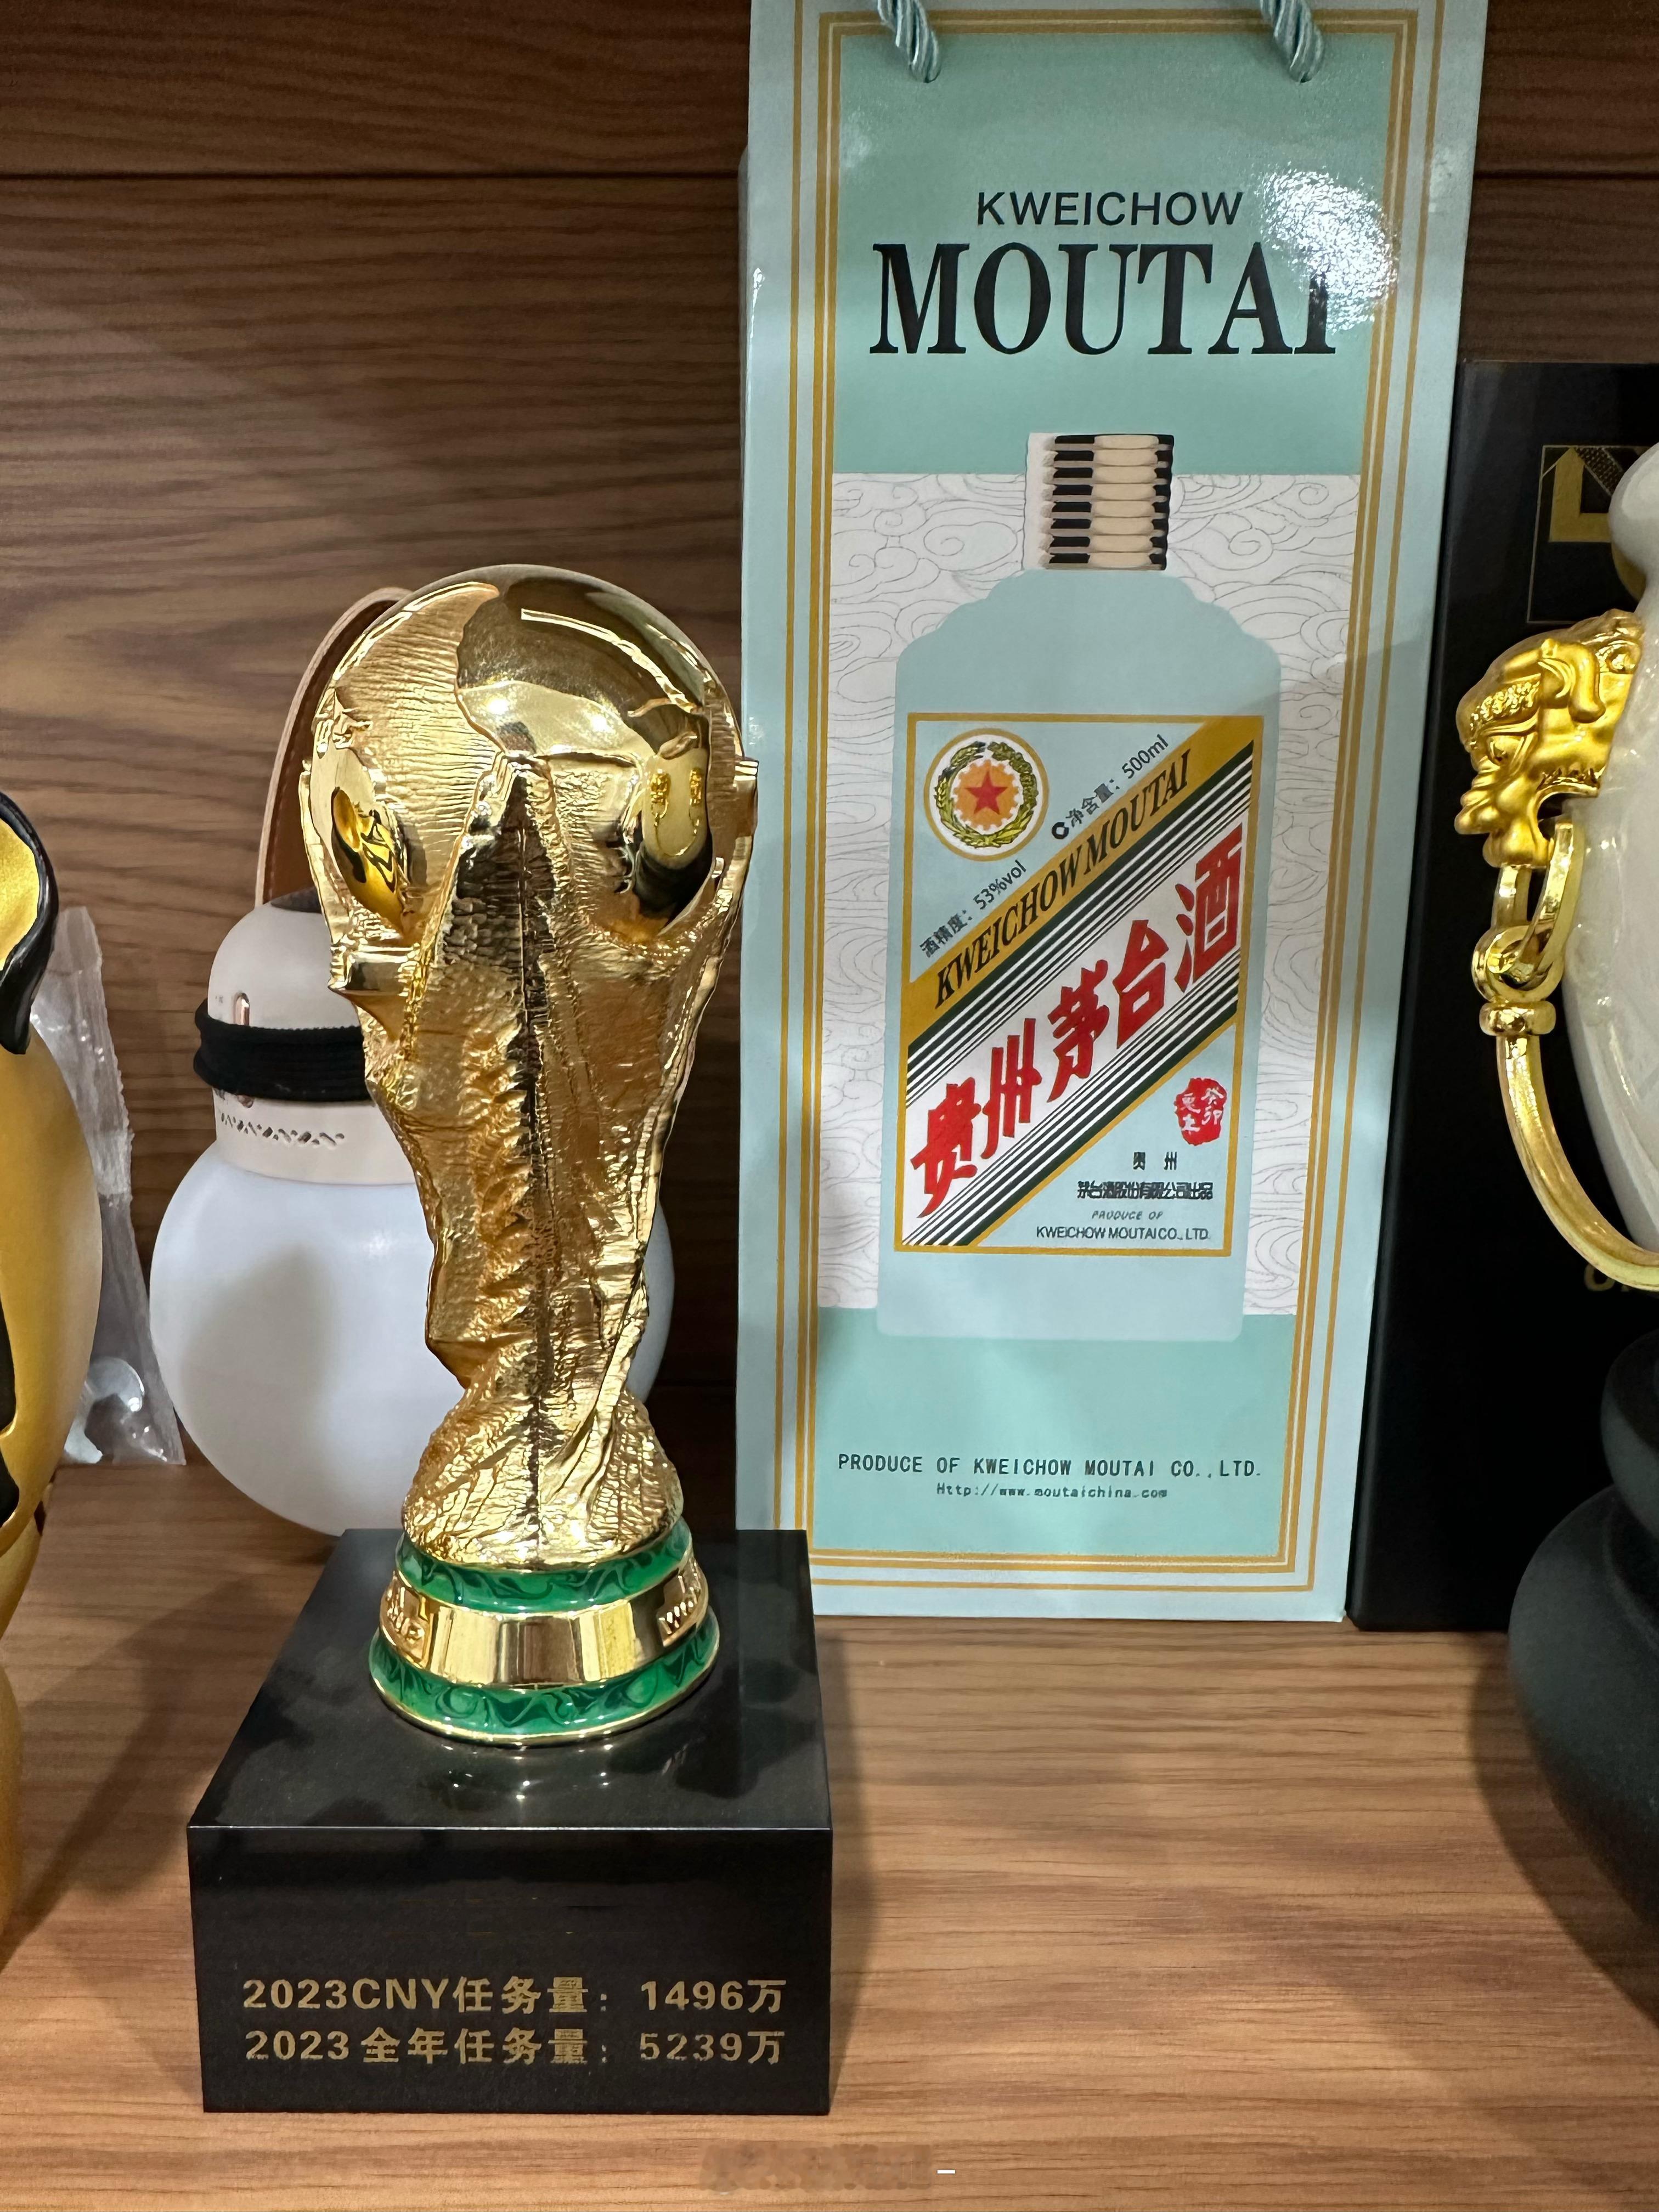 KWEICHOW
MOUTAI
净含量：500ml
酒精度：53%vol
KWEICHOW MOUTAI
贵州茅台酒
癸卯
贵 州
茅台酒股份有限公司出品
PRODUCE OF
KWEICHOW MOUTAI CO., LTD.
PRODUCE OF KWEICHOW MOUTAI CO.,LTD.
Http://www.moutaichina.com
2023CNY任务量：1496万
2023全年任务量：5239万